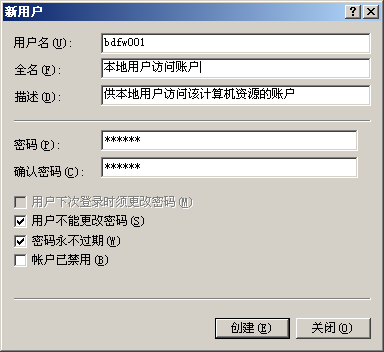 新用户
用户名(U): bdfw001
全名(F): 本地用户访问账户
描述(D): 供本地用户访问该计算机资源的账户
密码(P): ******
确认密码(C): ******
用户下次登录时须更改密码(M)
用户不能更改密码(S)
密码永不过期(W)
帐户已禁用(B)
创建(E) 关闭(O)